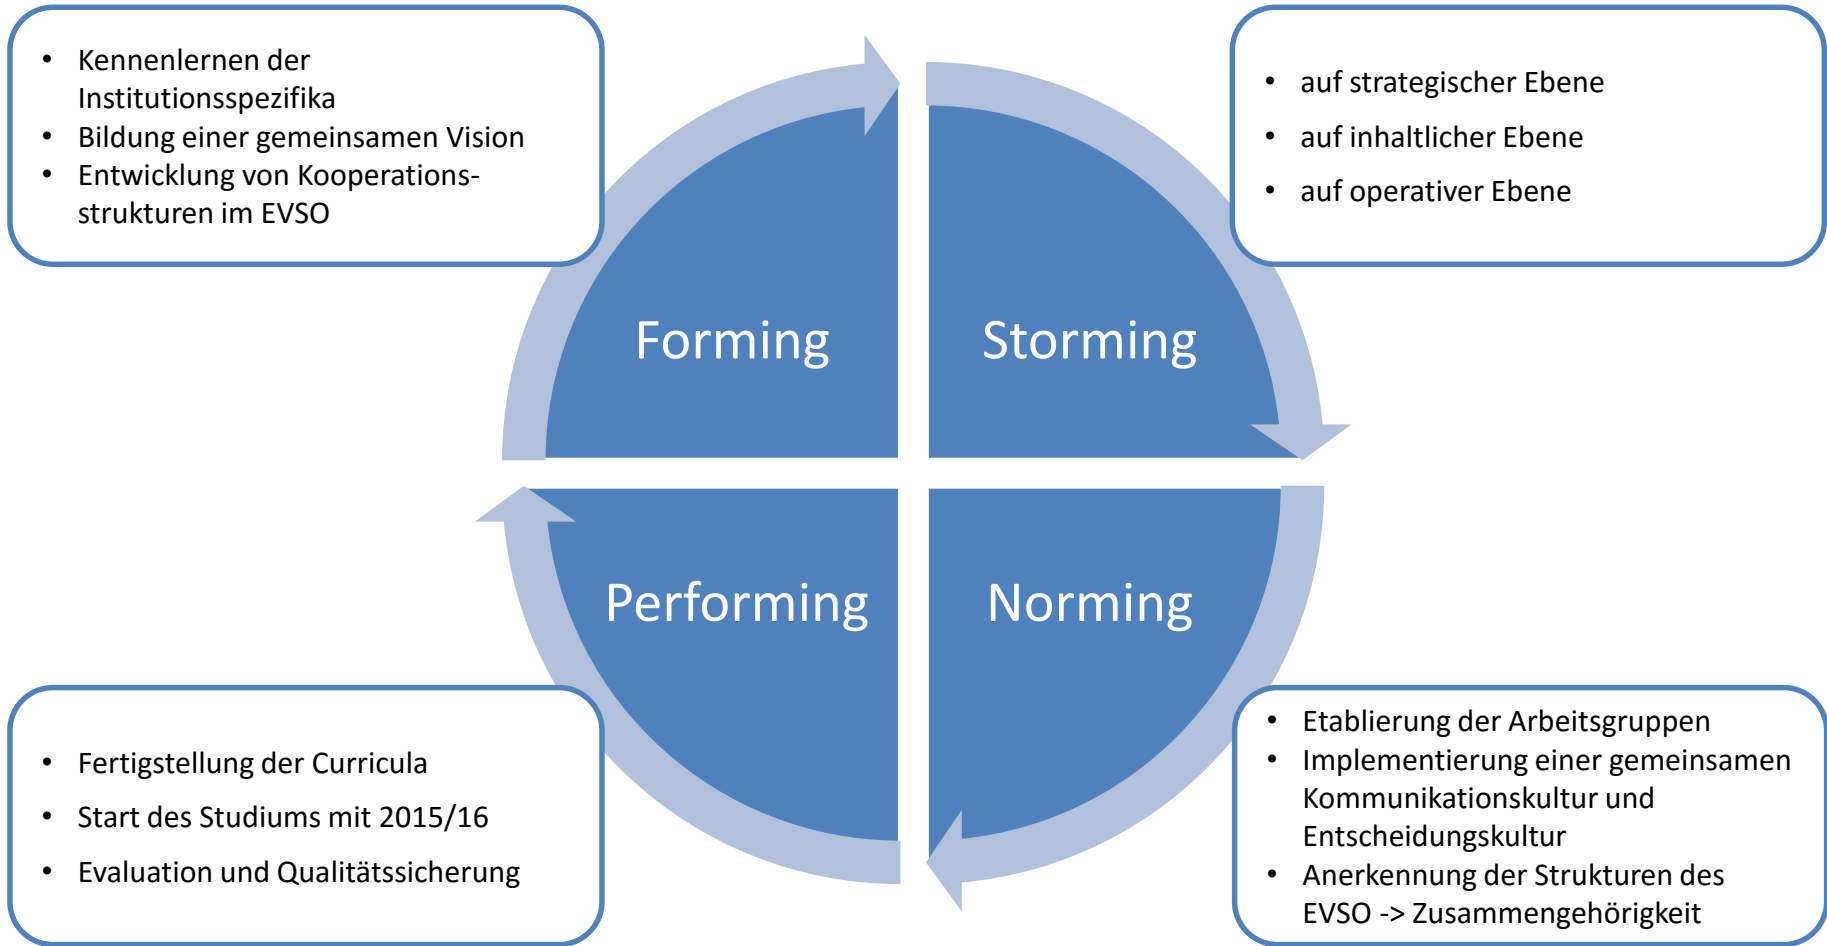 • Kennenlernen der
Institutionsspezifika
• Bildung einer gemeinsamen Vision
• Entwicklung von Kooperations-
strukturen im EVSO
• auf strategischer Ebene
• auf inhaltlicher Ebene
• auf operativer Ebene
Forming
Storming
Performing
Norming
• Fertigstellung der Curricula
• Start des Studiums mit 2015/16
• Evaluation und Qualitätssicherung
• Etablierung der Arbeitsgruppen
• Implementierung einer gemeinsamen
Kommunikationskultur und
Entscheidungskultur
• Anerkennung der Strukturen des
EVSO -> Zusammengehörigkeit